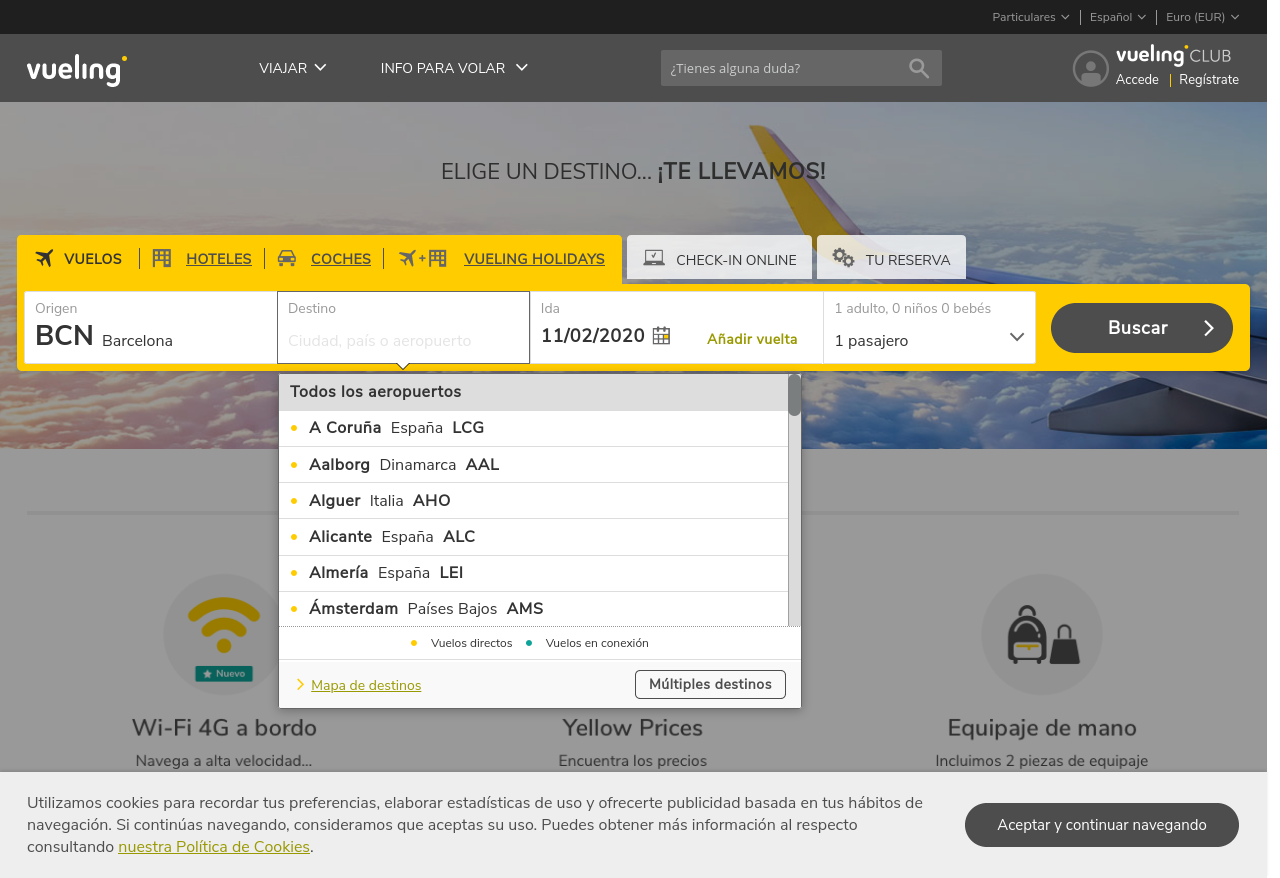 Particulares
Español
Euro (EUR)
vueling
VIAJAR
INFO PARA VOLAR
¿Tienes alguna duda?
vueling CLUB
Accede
Regístrate
ELIGE UN DESTINO... ¡TE LLEVAMOS!
VUELOS
HOTELES
COCHES
+
VUELING HOLIDAYS
CHECK-IN ONLINE
TU RESERVA
Origen
BCN Barcelona
Destino
Ciudad, país o aeropuerto
Ida
11/02/2020
Añadir vuelta
1 adulto, 0 niños 0 bebés
1 pasajero
Buscar
Todos los aeropuertos
A Coruña España LCG
Aalborg Dinamarca AAL
Alguer Italia AHO
Alicante España ALC
Almería España LEI
Ámsterdam Países Bajos AMS
Vuelos directos
Vuelos en conexión
Mapa de destinos
Múltiples destinos
Nuevo
Wi-Fi 4G a bordo
Navega a alta velocidad...
Yellow Prices
Encuentra los precios
Equipaje de mano
Incluimos 2 piezas de equipaje
Utilizamos cookies para recordar tus preferencias, elaborar estadísticas de uso y ofrecerte publicidad basada en tus hábitos de
navegación. Si continúas navegando, consideramos que aceptas su uso. Puedes obtener más información al respecto
consultando nuestra Política de Cookies.
Aceptar y continuar navegando